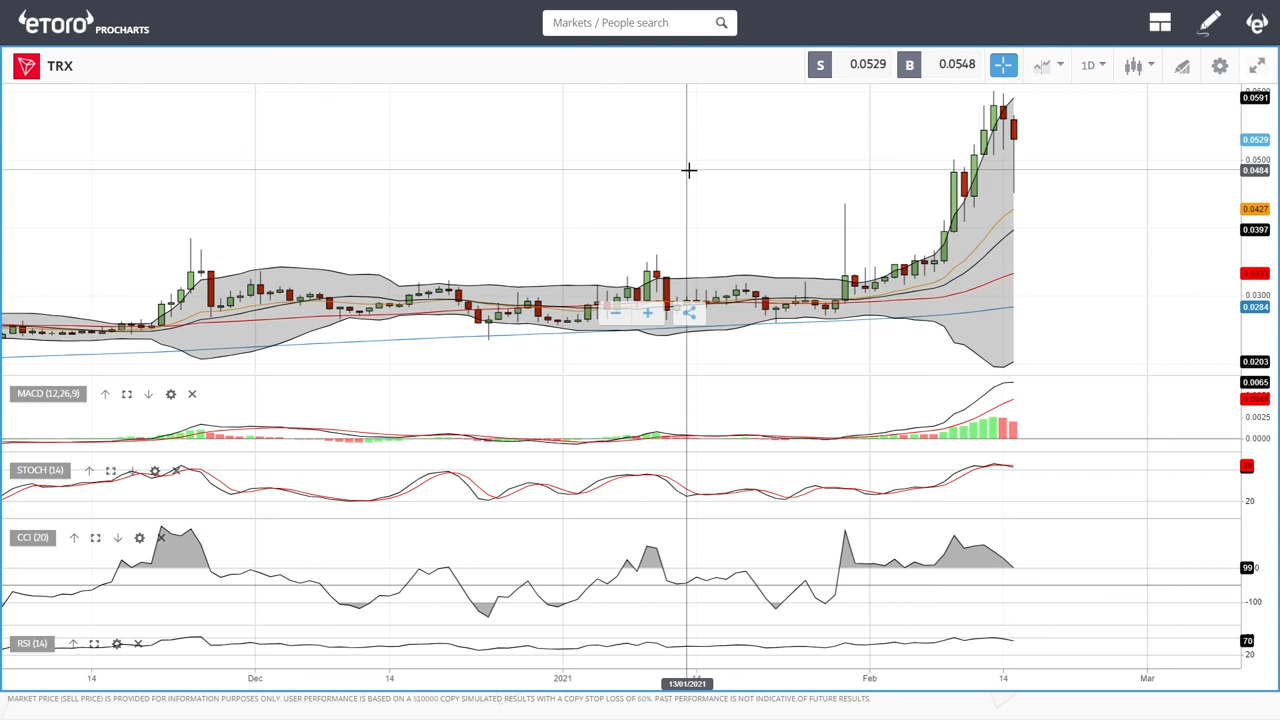 eTORO PROCHARTS
Markets / People search
TRX
S 0.0529 B 0.0548
1D
0.0591
0.0529
0.0500
0.0484
0.0427
0.0397
0.0300
0.0284
0.0203
MACD (12,26,9)
0.0065
0.0025
0.0000
STOCH (14)
20
CCI (20)
99
-100
RSI (14)
70
20
14 Dec 14 2021 Feb 14 Mar
13/01/2021
MARKET PRICE (SELL PRICE) IS PROVIDED FOR INFORMATION PURPOSES ONLY. USER PERFORMANCE IS BASED ON A $10000 COPY SIMULATED RESULTS WITH A COPY STOP LOSS OF 60%. PAST PERFORMANCE IS NOT INDICATIVE OF FUTURE RESULTS.